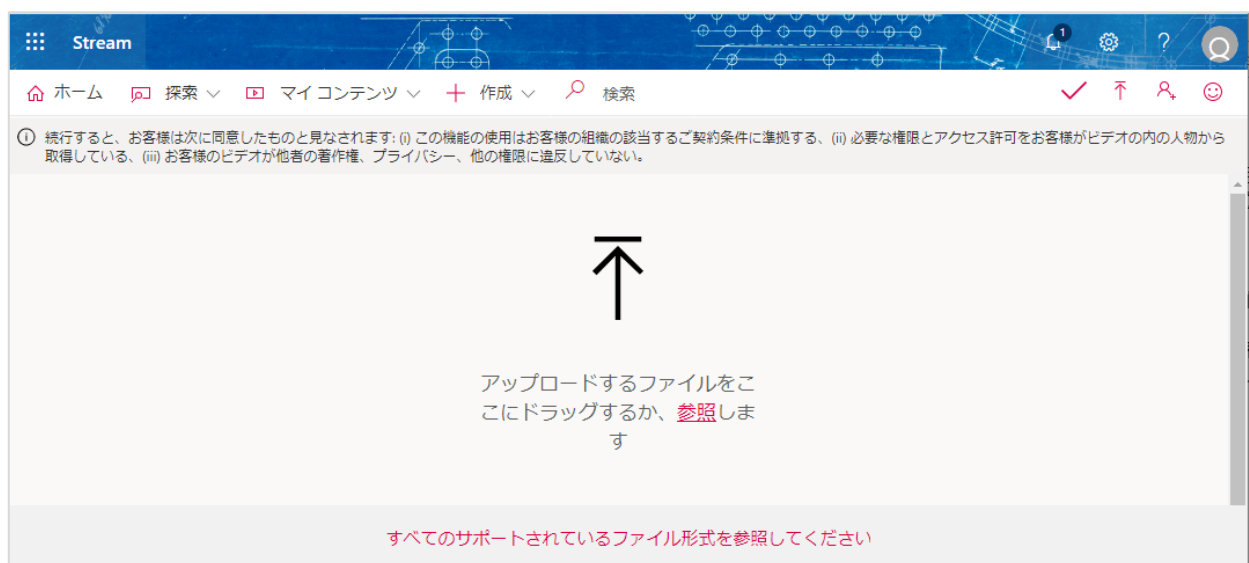 Stream
1
?
ホーム 探索 マイ コンテンツ 作成 検索
続行すると、お客様は次に同意したものと見なされます: (i) この機能の使用はお客様の組織の該当するご契約条件に準拠する、(ii) 必要な権限とアクセス許可をお客様がビデオの内の人物から
取得している、(iii) お客様のビデオが他者の著作権、プライバシー、他の権限に違反していない。
アップロードするファイルをこ
こにドラッグするか、参照しま
す
すべてのサポートされているファイル形式を参照してください